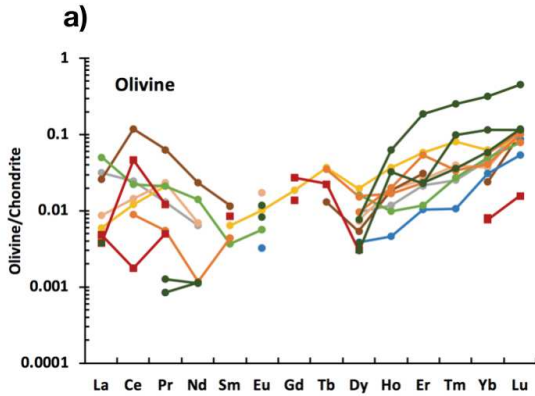 a)
1
Olivine
0.1
0.01
0.001
0.0001
Olivine/Chondrite
La Ce Pr Nd Sm Eu Gd Tb Dy Ho Er Tm Yb Lu